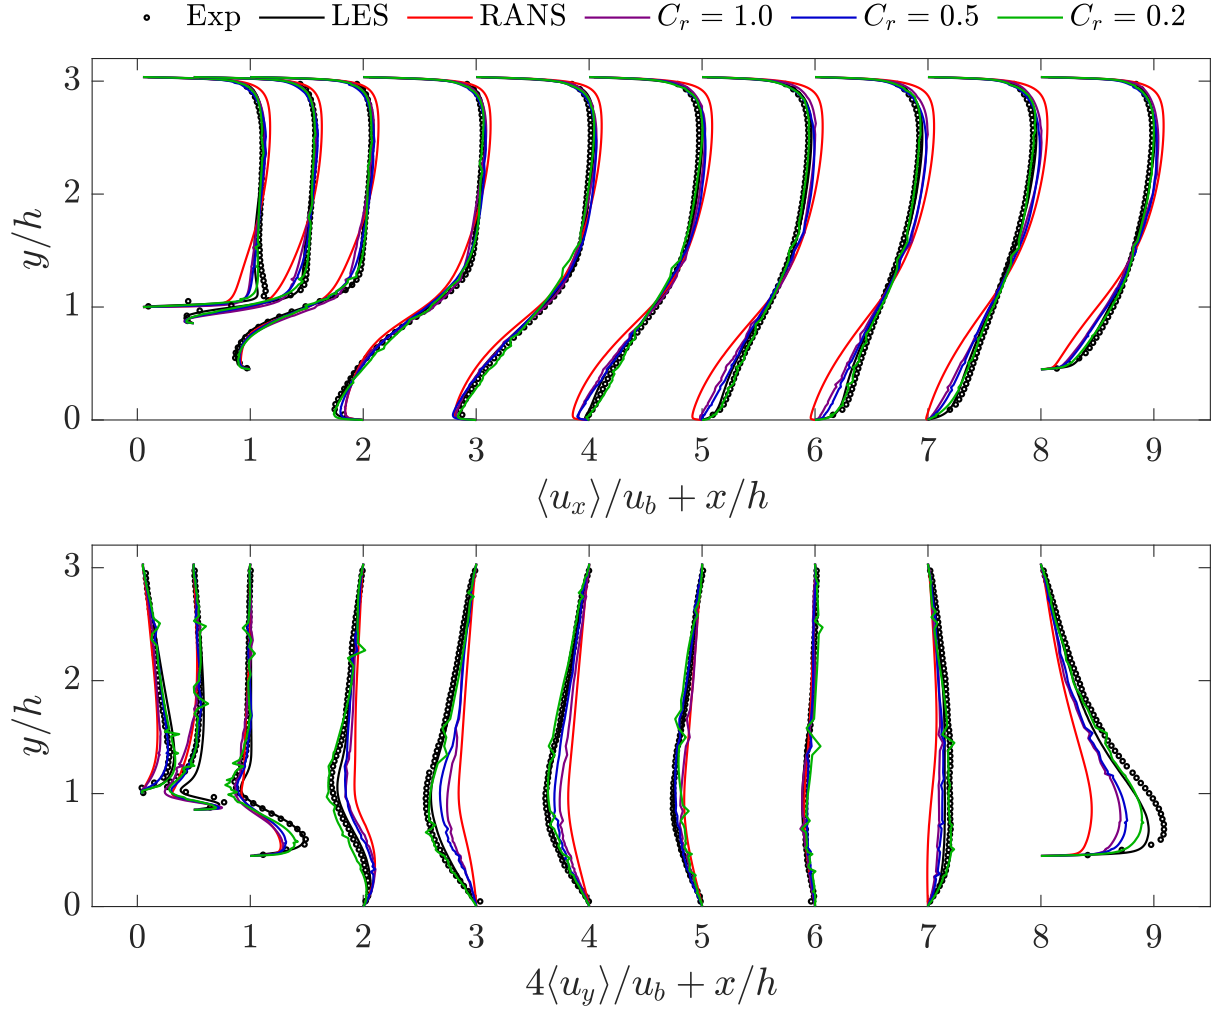 Exp LES RANS C_r = 1.0 C_r = 0.5 C_r = 0.2
3
2
1
0
y/h
0 1 2 3 4 5 6 7 8 9
⟨u_x⟩/u_b + x/h
3
2
1
0
y/h
0 1 2 3 4 5 6 7 8 9
4⟨u_y⟩/u_b + x/h